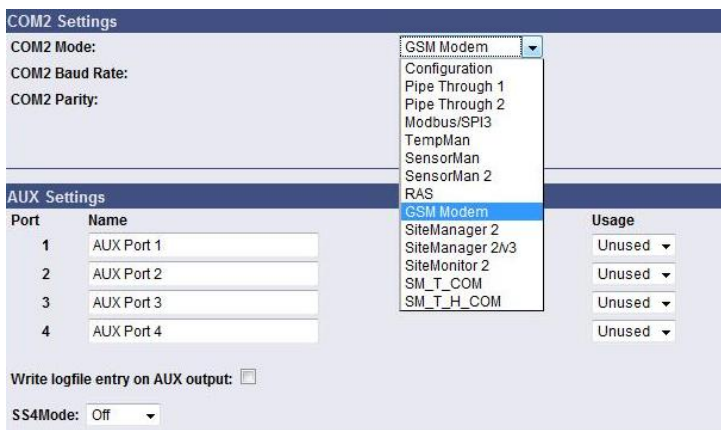 COM2 Settings
COM2 Mode:
GSM Modem
COM2 Baud Rate:
COM2 Parity:
Configuration
Pipe Through 1
Pipe Through 2
Modbus/SPI3
TempMan
SensorMan
SensorMan 2
RAS
GSM Modem
SiteManager 2
SiteManager 2/v3
SiteMonitor 2
SM_T_COM
SM_T_H_COM
AUX Settings
Port Name Usage
1 AUX Port 1 Unused
2 AUX Port 2 Unused
3 AUX Port 3 Unused
4 AUX Port 4 Unused
Write logfile entry on AUX output:
SS4Mode: Off